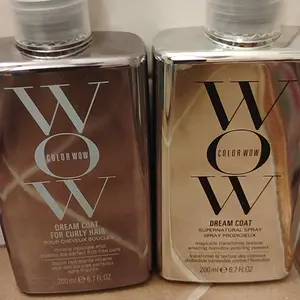 WOW
COLOR WOW
DREAM COAT
FOR CURLY HAIR
POUR CHEVEUX BOUCLÉS
200 ml e 6.7 fl oz
WOW
COLOR WOW
DREAM COAT
SUPERNATURAL SPRAY
SPRAY PRODIGIEUX
200 ml e 6.7 fl oz